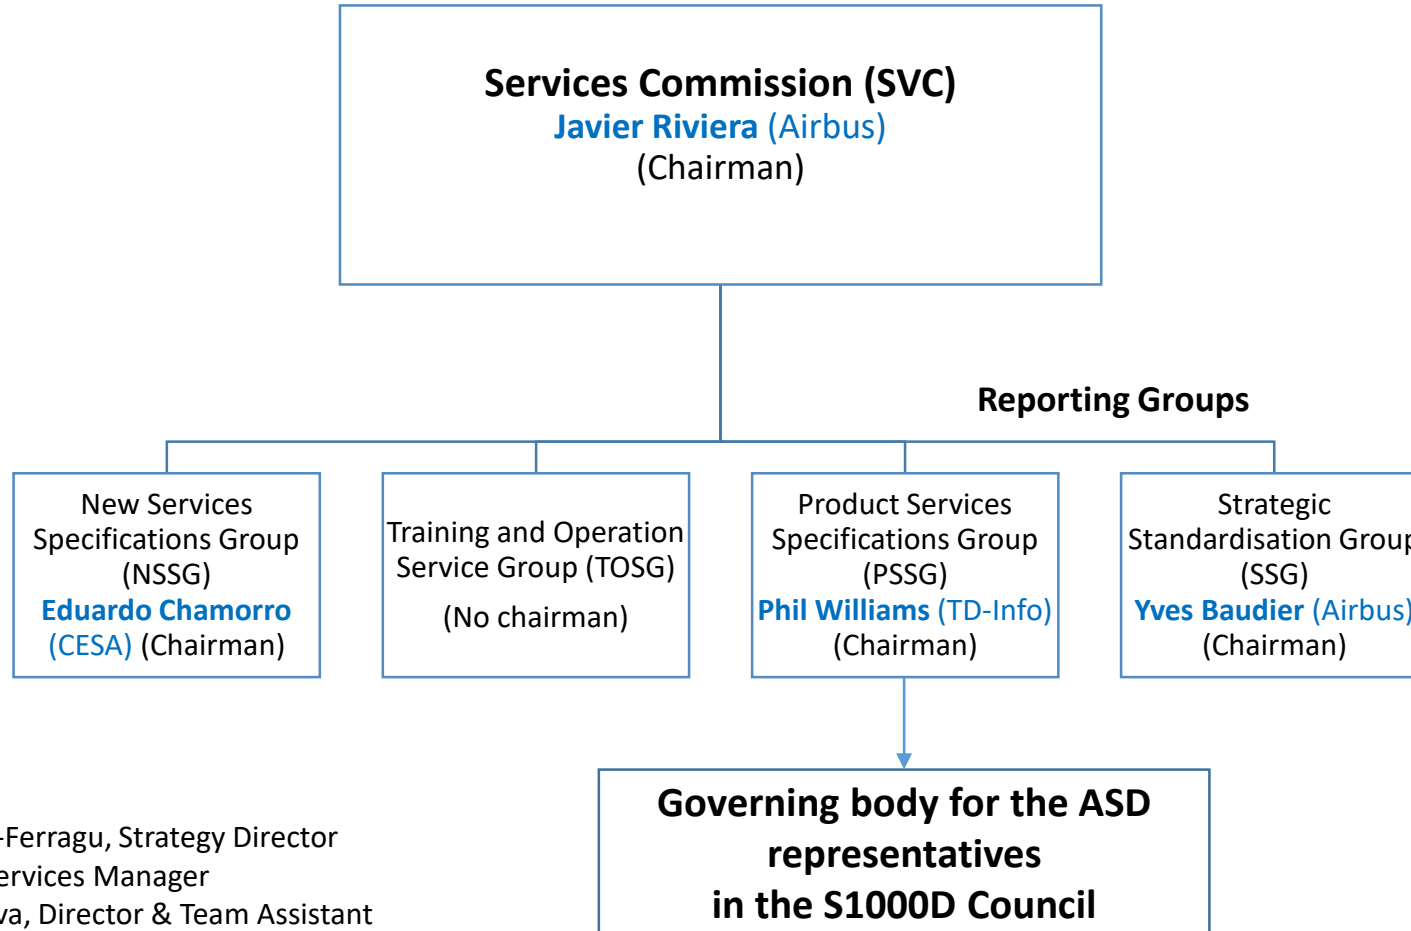 Services Commission (SVC)
Javier Riviera (Airbus)
(Chairman)
Reporting Groups
New Services
Specifications Group
(NSSG)
Eduardo Chamorro
(CESA) (Chairman)
Training and Operation
Service Group (TOSG)
(No chairman)
Product Services
Specifications Group
(PSSG)
Phil Williams (TD-Info)
(Chairman)
Strategic
Standardisation Group
(SSG)
Yves Baudier (Airbus)
(Chairman)
Governing body for the ASD
representatives
in the S1000D Council
-Ferragu, Strategy Director
ervices Manager
va, Director & Team Assistant